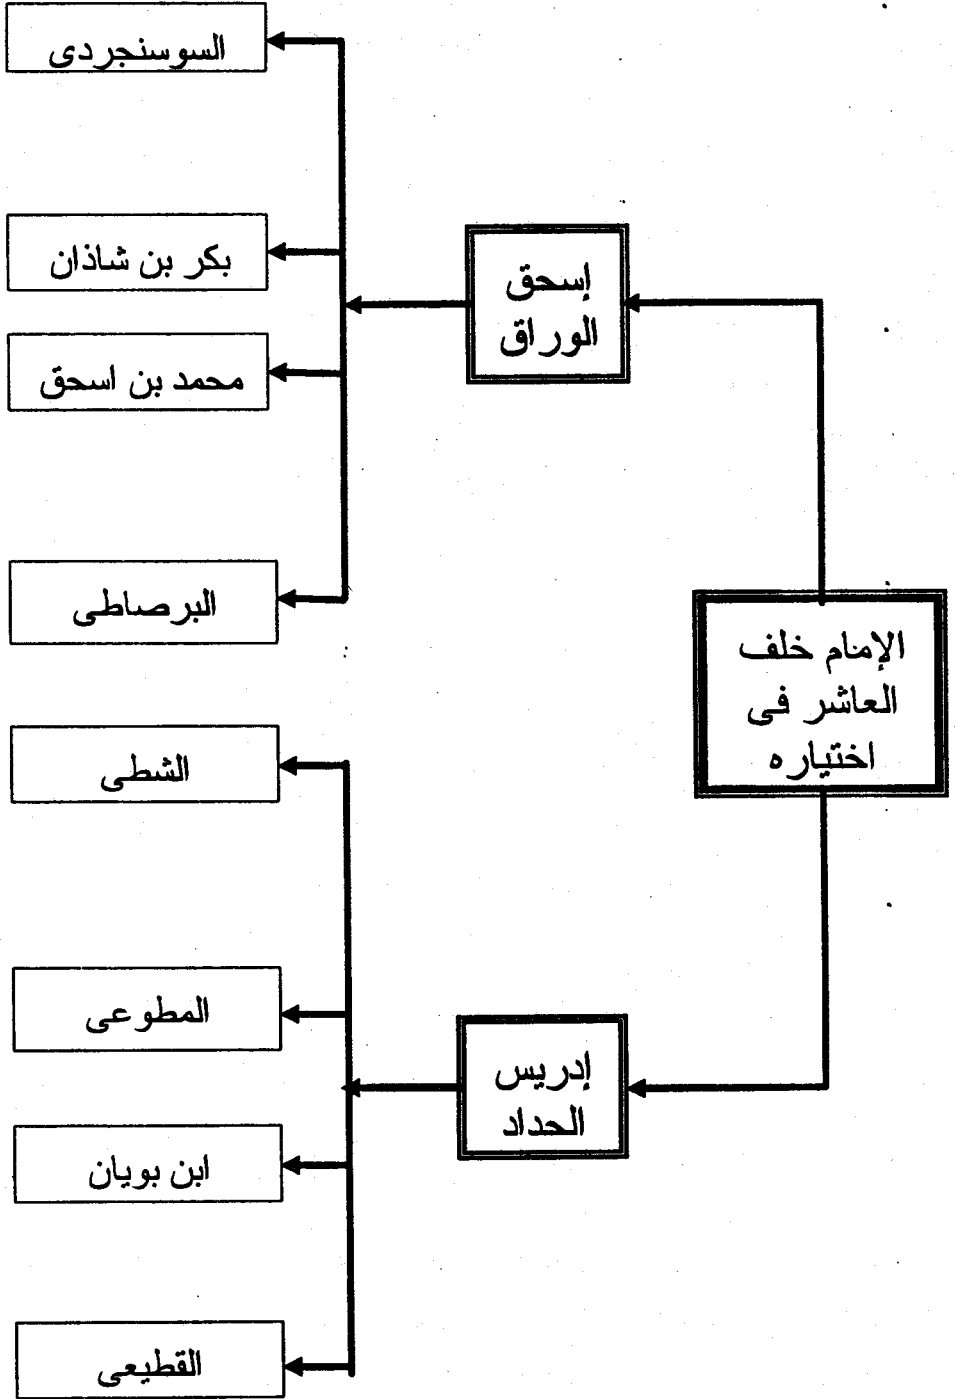 الإمام خلف
العاشر فى
اختياره
إسحق
الوراق
السوسنجردى
بكر بن شاذان
محمد بن اسحق
البرصاطى
إدريس
الحداد
الشطى
المطوعى
ابن بويان
القطيعى